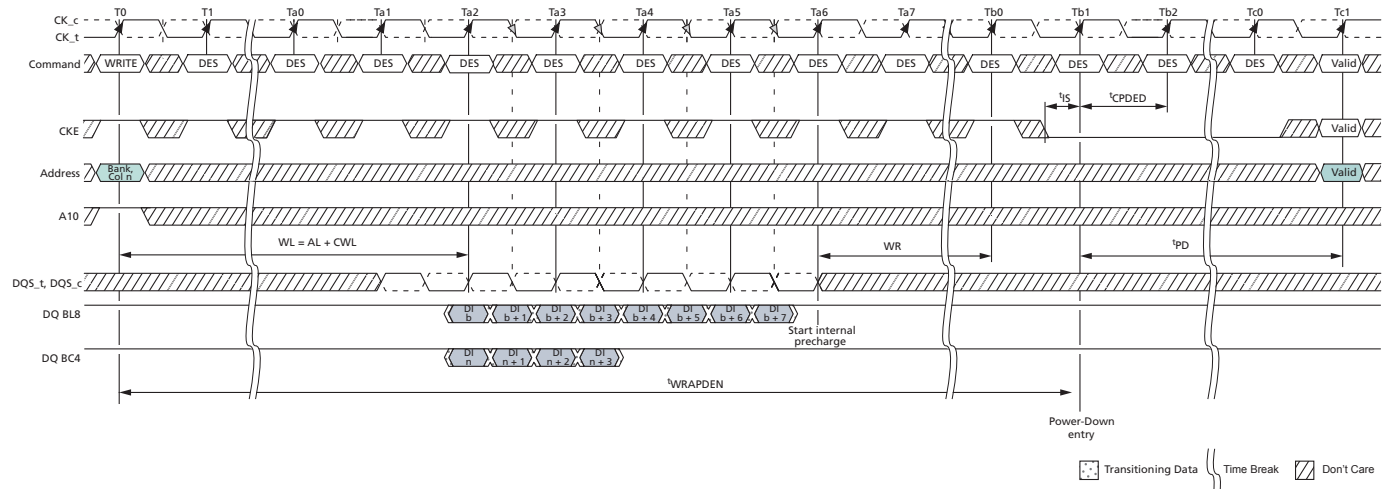 T0 T1 Ta0 Ta1 Ta2 Ta3 Ta4 Ta5 Ta6 Ta7 Tb0 Tb1 Tb2 Tc0 Tc1
CK_c
CK_t
Command WRITE DES DES DES DES DES DES DES DES DES DES DES DES DES Valid
tIS tCPDED
CKE Valid
Address Bank, Col n Valid
A10
WL = AL + CWL WR tPD
DQS_t, DQS_c
DQ BL8 DI b DI b + 1 DI b + 2 DI b + 3 DI b + 4 DI b + 5 DI b + 6 DI b + 7
Start internal
precharge
DQ BC4 DI n DI n + 1 DI n + 2 DI n + 3
tWRAPDEN
Power-Down
entry
Transitioning Data Time Break Don't Care